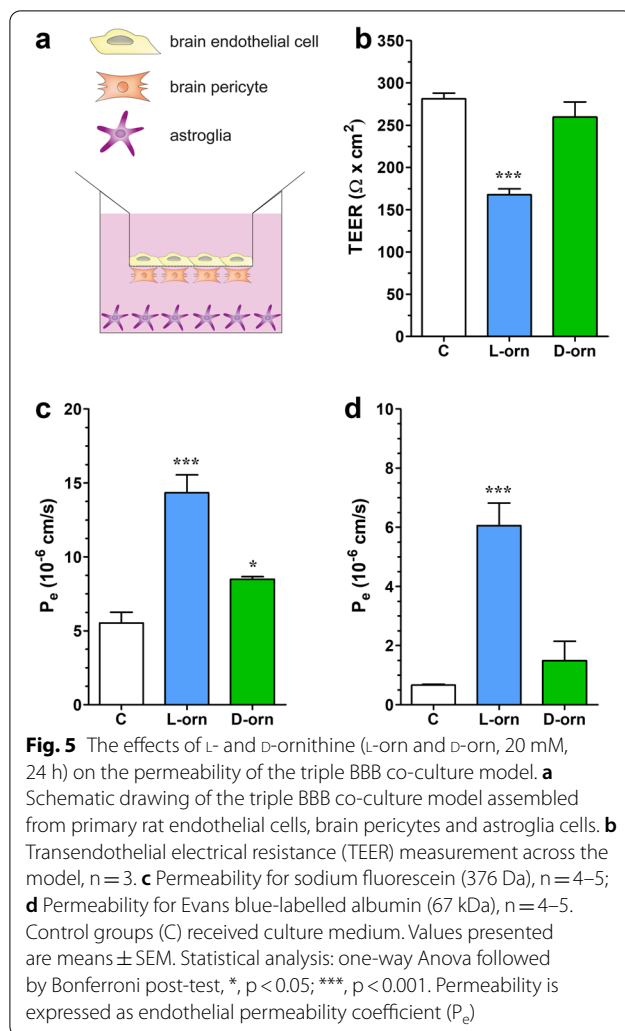 a
brain endothelial cell
brain pericyte
astroglia
b
TEER (Ω x cm²)
350
300
250
200
150
100
50
0
***
C L-orn D-orn
c
Pₑ (10⁻⁶ cm/s)
20
15
10
5
0
***
*
C L-orn D-orn
d
Pₑ (10⁻⁶ cm/s)
10
8
6
4
2
0
***
C L-orn D-orn
Fig. 5 The effects of L- and D-ornithine (L-orn and D-orn, 20 mM,
24 h) on the permeability of the triple BBB co-culture model. a
Schematic drawing of the triple BBB co-culture model assembled
from primary rat endothelial cells, brain pericytes and astroglia cells. b
Transendothelial electrical resistance (TEER) measurement across the
model, n = 3. c Permeability for sodium fluorescein (376 Da), n = 4–5;
d Permeability for Evans blue-labelled albumin (67 kDa), n = 4–5.
Control groups (C) received culture medium. Values presented
are means ± SEM. Statistical analysis: one-way Anova followed
by Bonferroni post-test, *, p < 0.05; ***, p < 0.001. Permeability is
expressed as endothelial permeability coefficient (Pₑ)